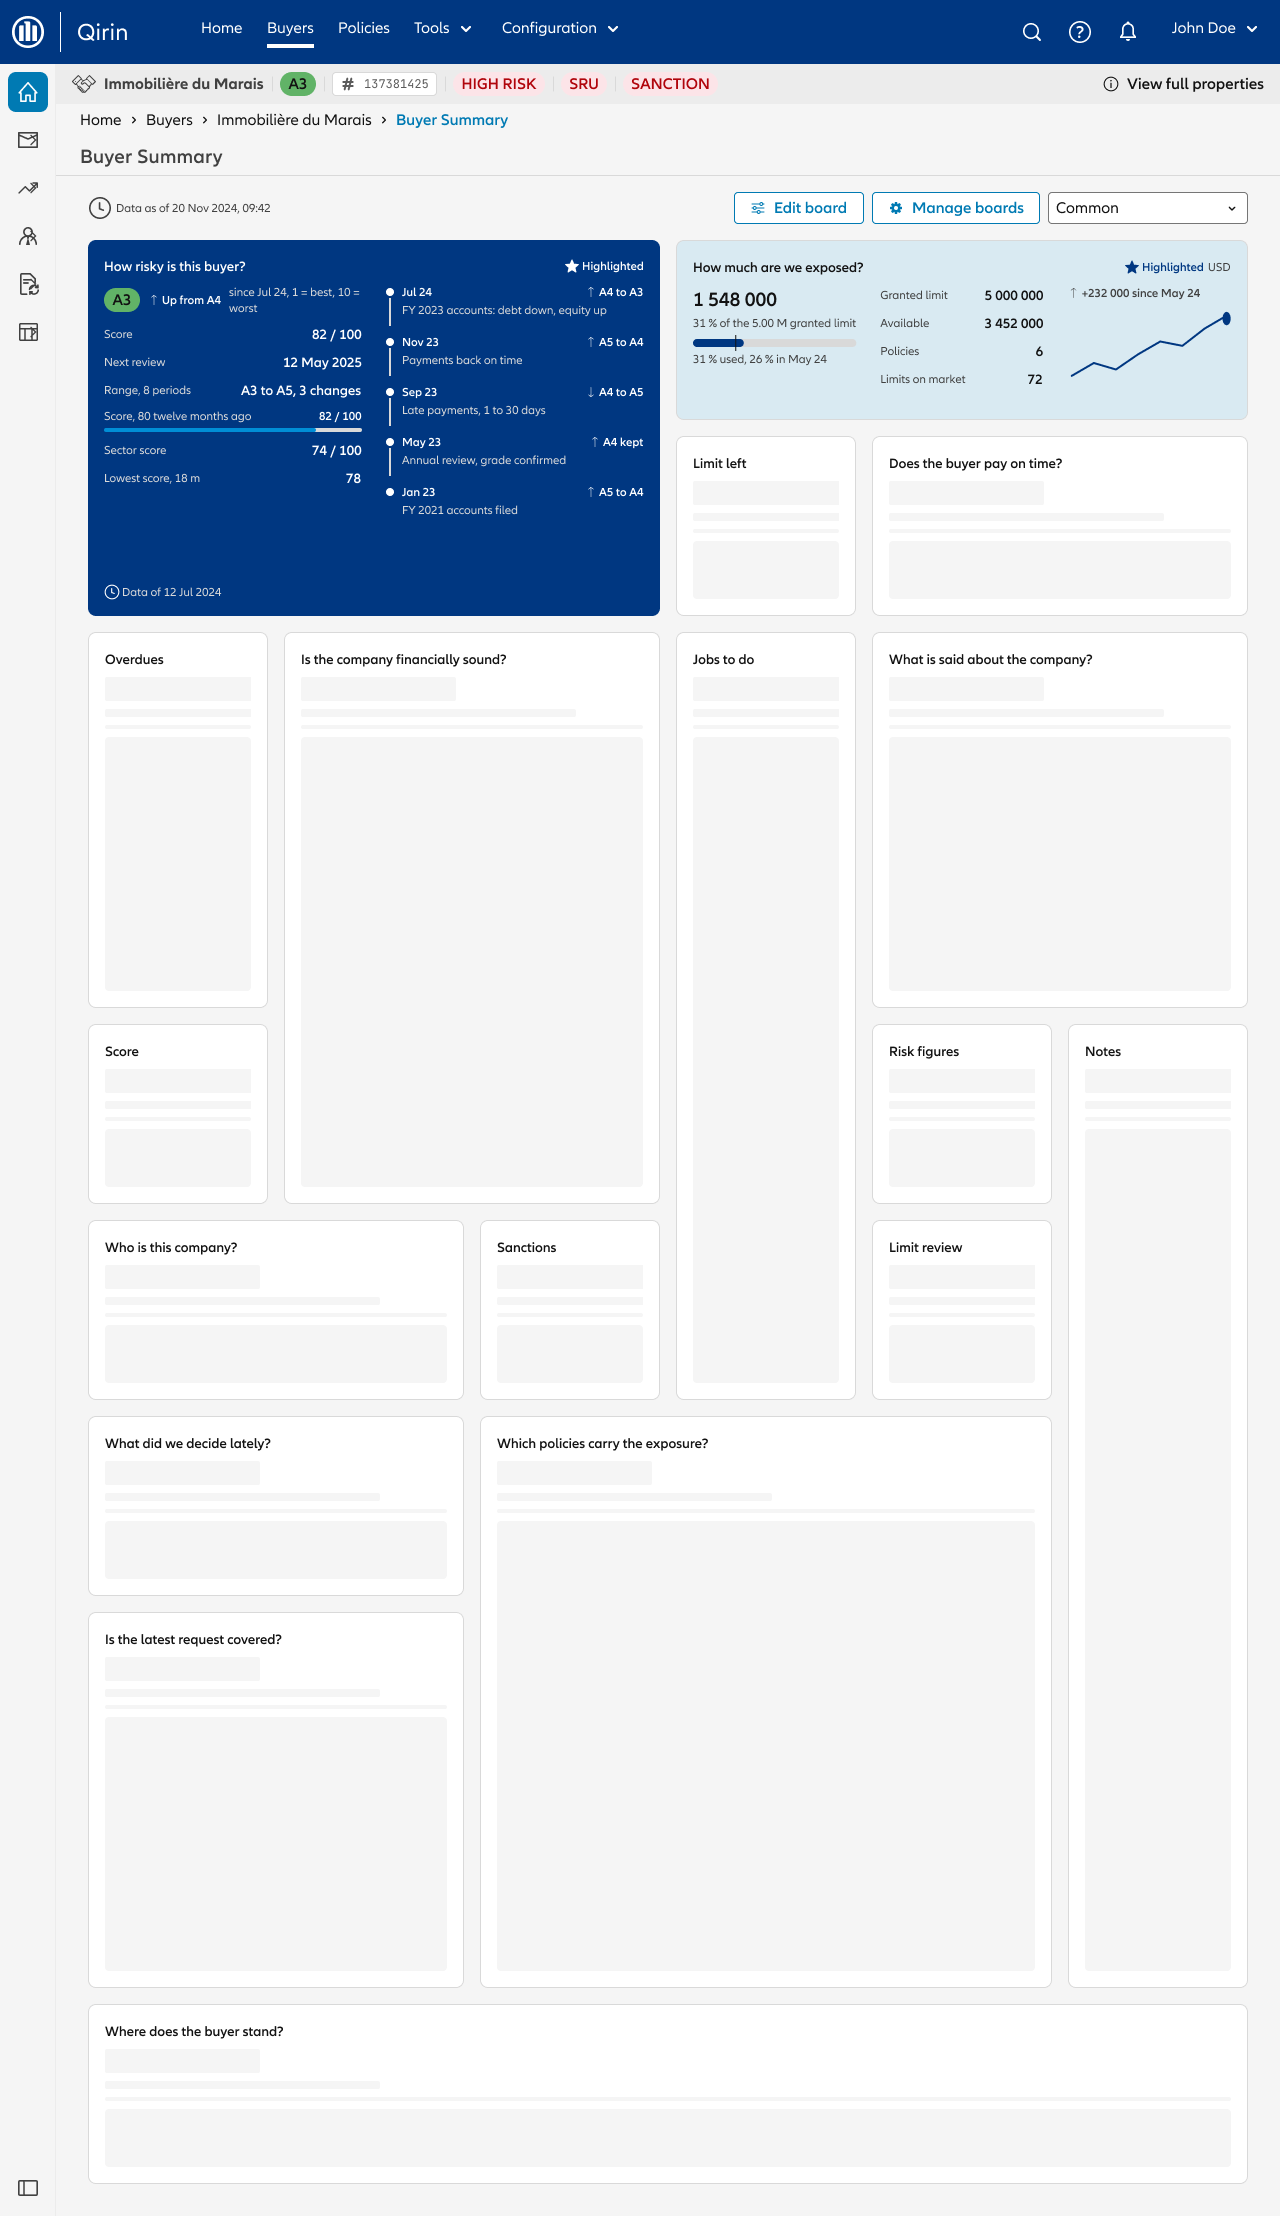 Qirin
Home
Buyers
Policies
Tools
Configuration
John Doe
Immobilière du Marais
A3
# 137381425
HIGH RISK
SRU
SANCTION
View full properties
Home > Buyers > Immobilière du Marais > Buyer Summary
Buyer Summary
Data as of 20 Nov 2024, 09:42
Edit board
Manage boards
Common
How risky is this buyer?
Highlighted
A3
↑ Up from A4
since Jul 24, 1 = best, 10 =
worst
Score
82 / 100
Next review
12 May 2025
Range, 8 periods
A3 to A5, 3 changes
Score, 80 twelve months ago
82 / 100
Sector score
74 / 100
Lowest score, 18 m
78
Jul 24
↑ A4 to A3
FY 2023 accounts: debt down, equity up
Nov 23
↑ A5 to A4
Payments back on time
Sep 23
↓ A4 to A5
Late payments, 1 to 30 days
May 23
↑ A4 kept
Annual review, grade confirmed
Jan 23
↑ A5 to A4
FY 2021 accounts filed
Data of 12 Jul 2024
How much are we exposed?
Highlighted USD
1 548 000
31 % of the 5.00 M granted limit
31 % used, 26 % in May 24
Granted limit
5 000 000
Available
3 452 000
Policies
6
Limits on market
72
↑ +232 000 since May 24
Limit left
Does the buyer pay on time?
Overdues
Is the company financially sound?
Jobs to do
What is said about the company?
Score
Risk figures
Notes
Who is this company?
Sanctions
Limit review
What did we decide lately?
Which policies carry the exposure?
Is the latest request covered?
Where does the buyer stand?